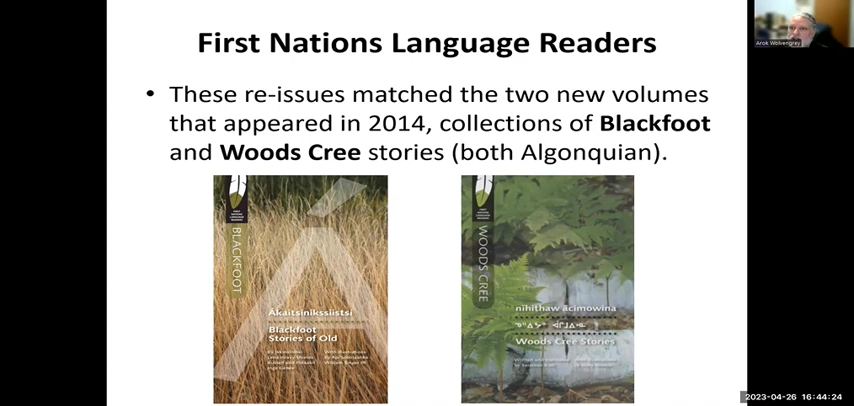 First Nations Language Readers
• These re-issues matched the two new volumes
that appeared in 2014, collections of Blackfoot
and Woods Cree stories (both Algonquian).
Arok Wolvengrey
BLACKFOOT
Ákaitsinikssiistsi
Blackfoot
Stories of Old
WOODS CREE
nīhithaw ācimowina
Woods Cree Stories
2023-04-26 16:44:24